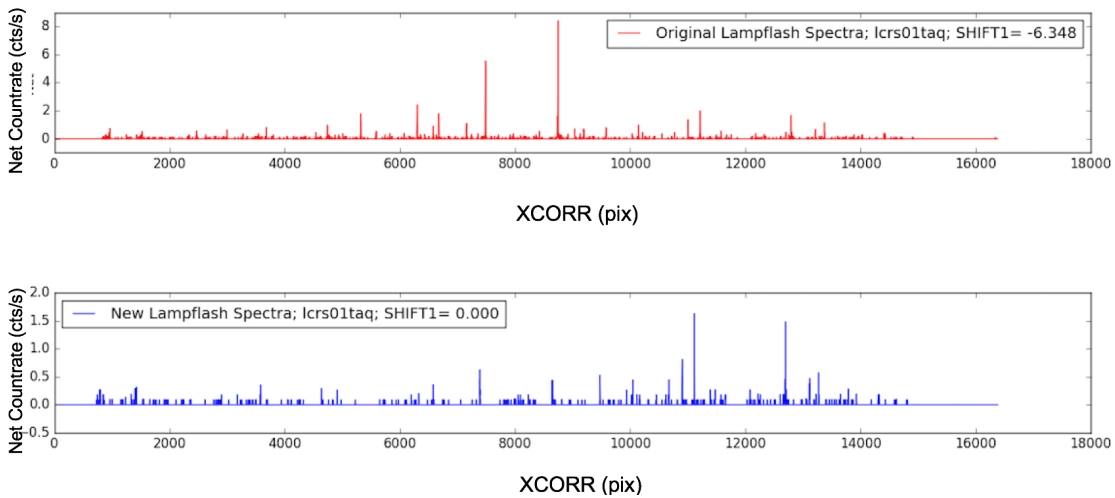 Net Countrate (cts/s)
8
6
4
2
0
Original Lampflash Spectra; lcrs01taq; SHIFT1= -6.348
0 2000 4000 6000 8000 10000 12000 14000 16000 18000
XCORR (pix)
Net Countrate (cts/s)
2.0
1.5
1.0
0.5
0.0
−0.5
New Lampflash Spectra; lcrs01taq; SHIFT1= 0.000
0 2000 4000 6000 8000 10000 12000 14000 16000 18000
XCORR (pix)